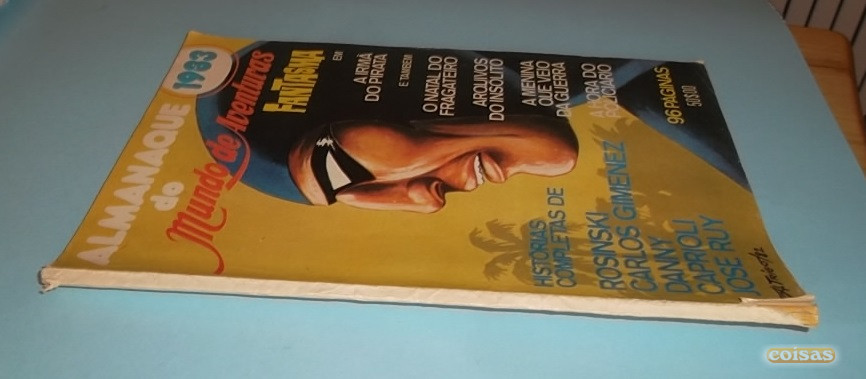 ALMANAQUE 1983
do
Mundo de Aventuras
FANTASMA
EM
A IRMÃ
DO PIRATA
E TAMBÉM
O NATAL DO
FRAGATEIRO
ARQUIVOS
DO INSÓLITO
A MENINA
QUE VEIO
DA GUERRA
A HORA DO
POLICIÁRIO
96 PÁGINAS
50$00
HISTÓRIAS
COMPLETAS DE
ROSINSKI
CARLOS GIMENEZ
DANNY
CAPRIOLI
JOSÉ RUY
coisas